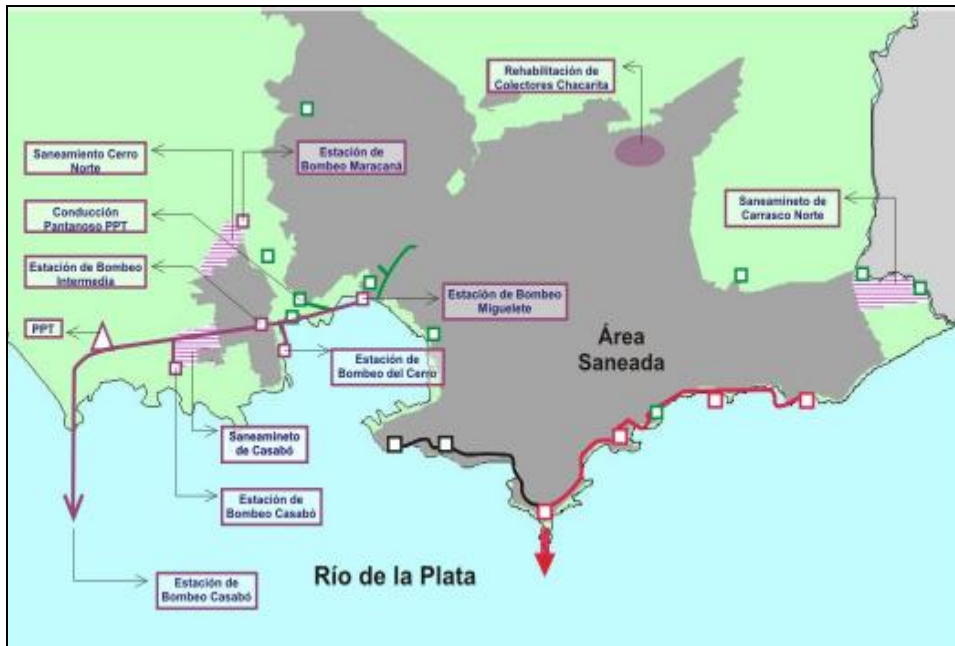 Rehabilitación de
Colectores Chacarita
Saneamiento Cerro
Norte
Estación de
Bombeo Maracaná
Saneamineto de
Carrasco Norte
Conducción
Pantanoso PPT
Estación de Bombeo
Intermedia
Estación de Bombeo
Miguelete
PPT
Área
Saneada
Estación de
Bombeo del Cerro
Saneamineto
de Casabó
Estación de
Bombeo Casabó
Río de la Plata
Estación de
Bombeo Casabó